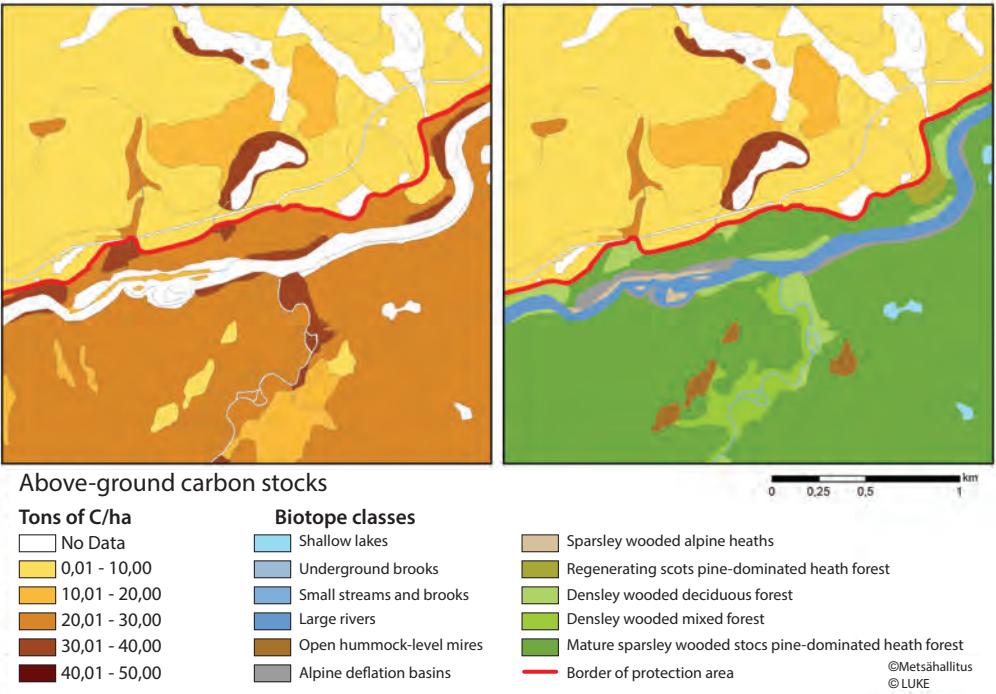 km
0 0,25 0,5 1
Above-ground carbon stocks
Tons of C/ha
No Data
0,01 - 10,00
10,01 - 20,00
20,01 - 30,00
30,01 - 40,00
40,01 - 50,00
Biotope classes
Shallow lakes
Underground brooks
Small streams and brooks
Large rivers
Open hummock-level mires
Alpine deflation basins
Sparsley wooded alpine heaths
Regenerating scots pine-dominated heath forest
Densley wooded deciduous forest
Densley wooded mixed forest
Mature sparsley wooded stocs pine-dominated heath forest
Border of protection area
©Metsähallitus
© LUKE